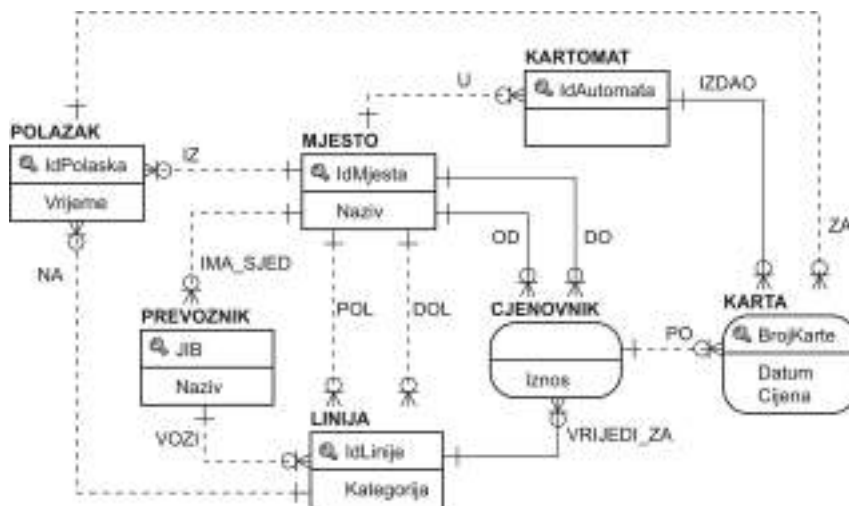 KARTOMAT
IdAutomata
U
IZDAO
POLAZAK
IdPolaska
Vrijeme
IZ
MJESTO
IdMjesta
Naziv
OD
DO
ZA
NA
IMA_SJED
PREVOZNIK
JIB
Naziv
POL
DOL
CJENOVNIK
Iznos
PO
KARTA
BrojKarte
Datum
Cijena
VOZI
LINIJA
IdLinije
Kategorija
VRIJEDI_ZA